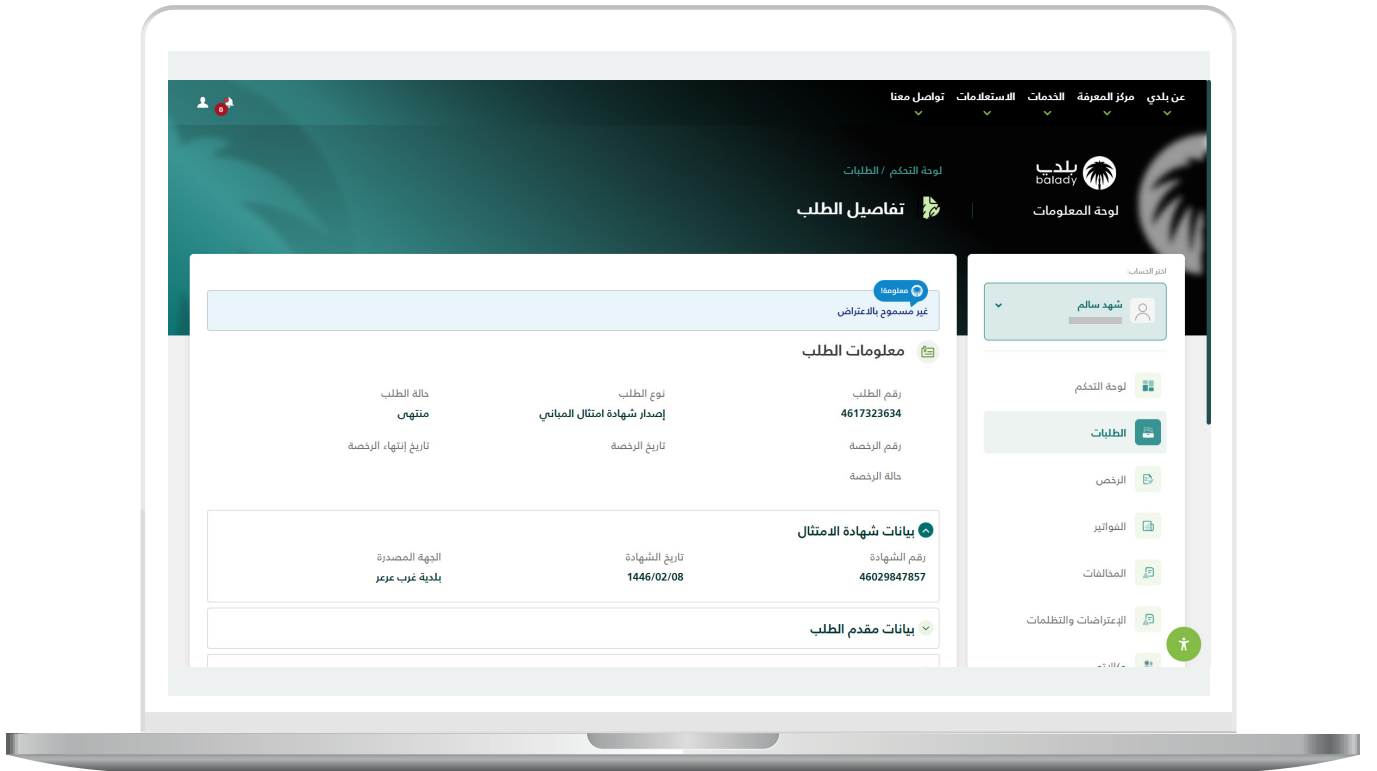 عن بلدي مركز المعرفة الخدمات الاستعلامات تواصل معنا
0
بلدي
balady
لوحة المعلومات
لوحة التحكم / الطلبات
تفاصيل الطلب
اختر الحساب:
شهد سالم
لوحة التحكم
الطلبات
الرخص
الفواتير
المخالفات
الإعتراضات والتظلمات
معلومة!
غير مسموح بالاعتراض
معلومات الطلب
رقم الطلب نوع الطلب حالة الطلب
4617323634 إصدار شهادة امتثال المباني منتهى
رقم الرخصة تاريخ الرخصة تاريخ إنتهاء الرخصة
حالة الرخصة
بيانات شهادة الامتثال
رقم الشهادة تاريخ الشهادة الجهة المصدرة
46029847857 1446/02/08 بلدية غرب عرعر
بيانات مقدم الطلب